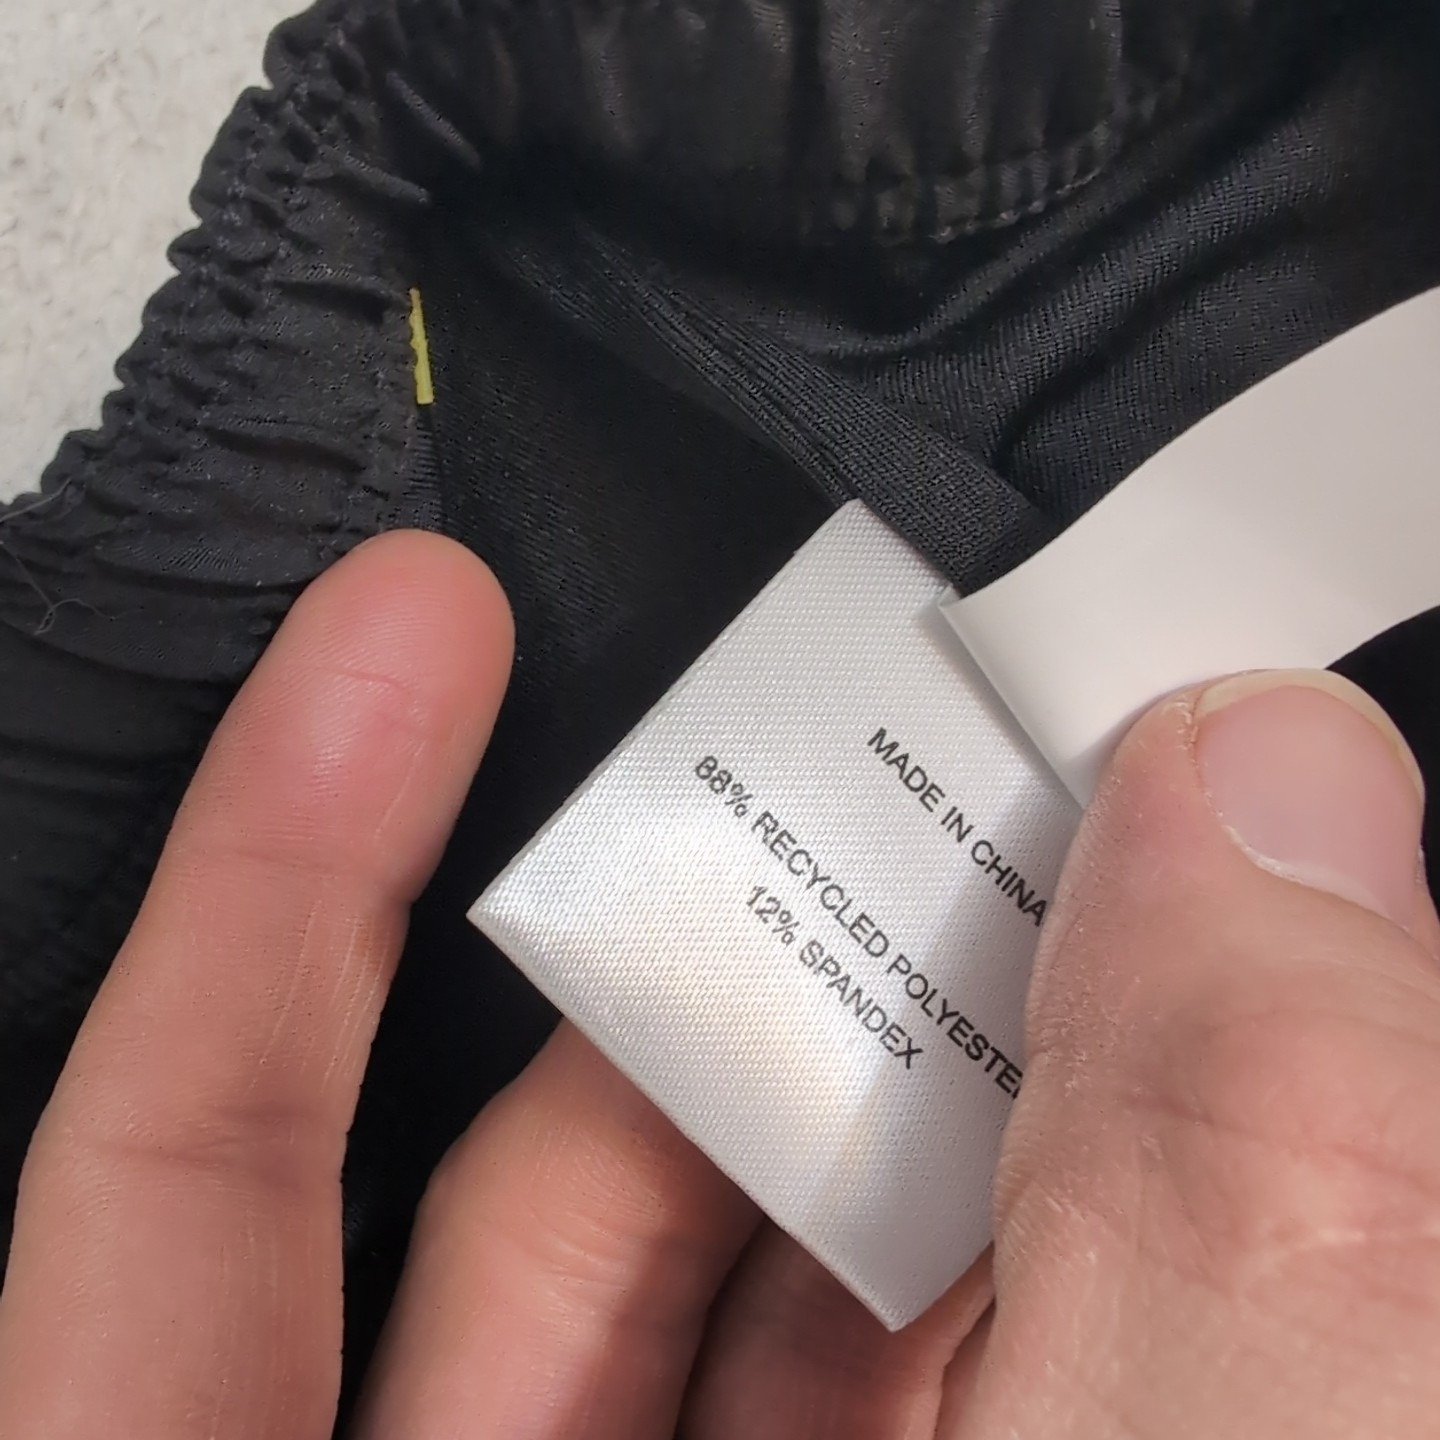 MADE IN CHINA
88% RECYCLED POLYESTER
12% SPANDEX